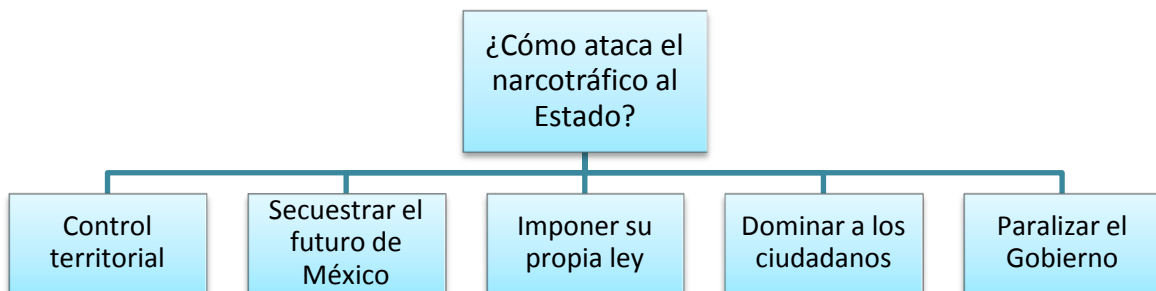 ¿Cómo ataca el
narcotráfico al
Estado?
Control
territorial
Secuestrar el
futuro de
México
Imponer su
propia ley
Dominar a los
ciudadanos
Paralizar el
Gobierno